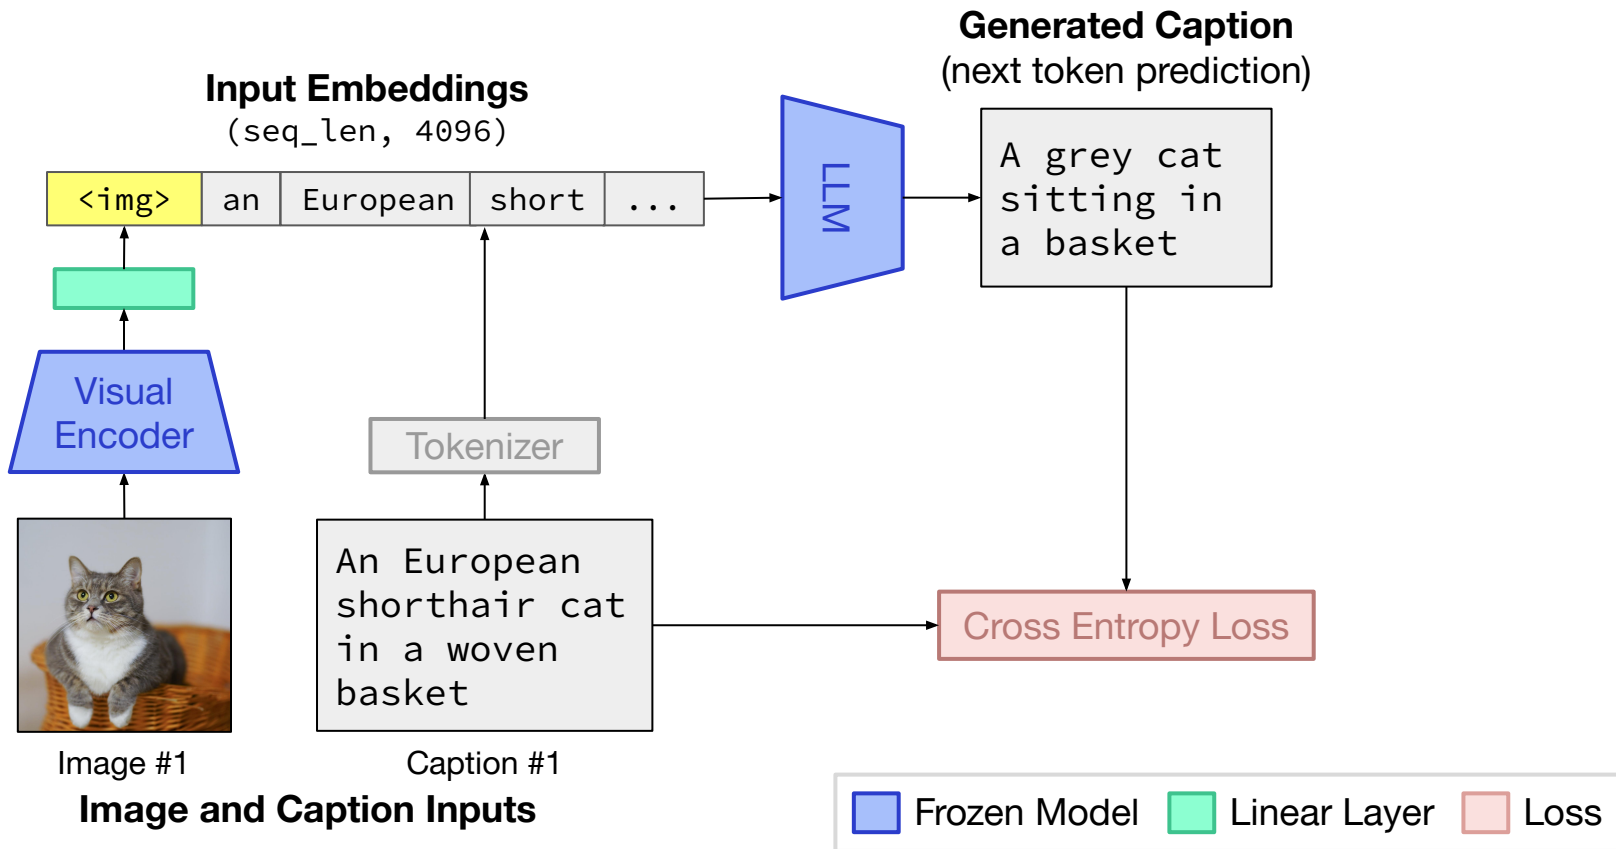 Generated Caption
(next token prediction)
Input Embeddings
(seq_len, 4096)
<img> an European short ...
LLM
A grey cat
sitting in
a basket
Visual
Encoder
Tokenizer
An European
shorthair cat
in a woven
basket
Cross Entropy Loss
Image #1
Caption #1
Image and Caption Inputs
Frozen Model
Linear Layer
Loss